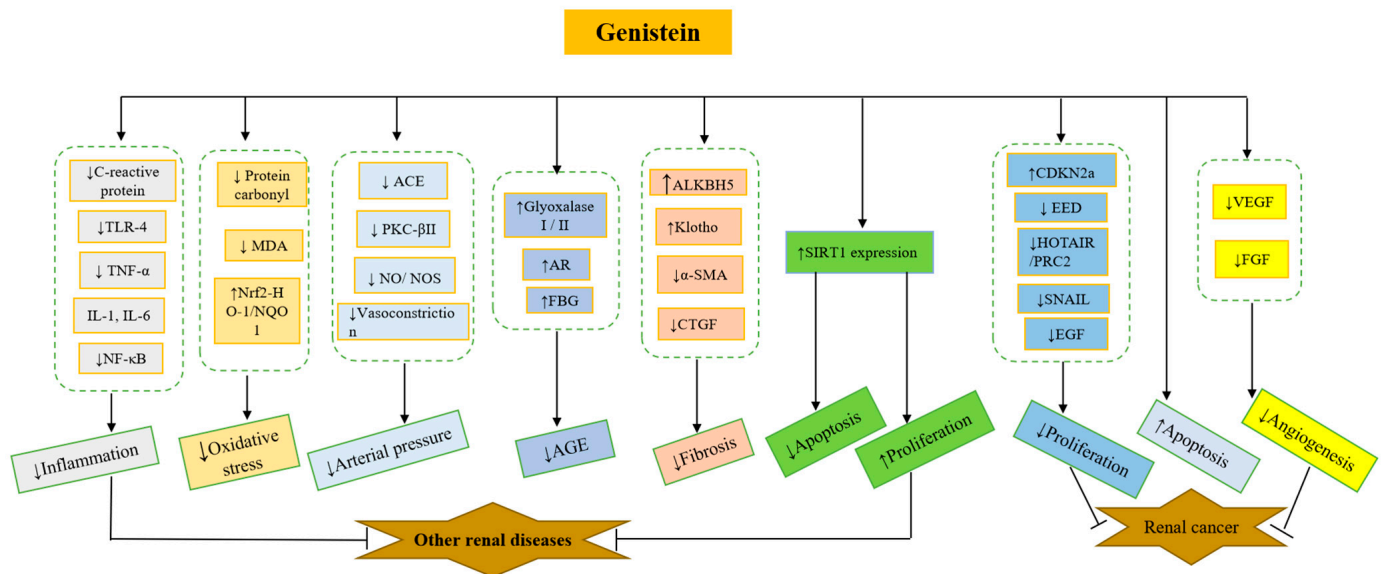 Genistein
↓C-reactive
protein
↓TLR-4
↓ TNF-α
IL-1, IL-6
↓NF-κB
↓Inflammation
↓ Protein
carbonyl
↓ MDA
↑Nrf2-H
O-1/NQO
1
↓Oxidative
stress
↓ ACE
↓ PKC-βII
↓ NO/ NOS
↓Vasoconstrictio
n
↓Arterial pressure
↑Glyoxalase
I / II
↑AR
↑FBG
↓AGE
↑ALKBH5
↑Klotho
↓α-SMA
↓CTGF
↓Fibrosis
↑SIRT1 expression
↓Apoptosis
↑Proliferation
↑CDKN2a
↓ EED
↓HOTAIR
/PRC2
↓SNAIL
↓EGF
↓Proliferation
↑Apoptosis
↓VEGF
↓FGF
↓Angiogenesis
Other renal diseases
Renal cancer